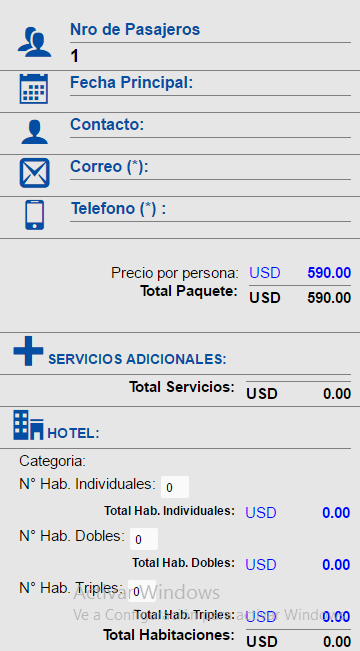 Nro de Pasajeros
1
Fecha Principal:
Contacto:
Correo (*):
Telefono (*) :
Precio por persona: USD 590.00
Total Paquete: USD 590.00
SERVICIOS ADICIONALES:
Total Servicios: USD 0.00
HOTEL:
Categoria:
N° Hab. Individuales: 0
Total Hab. Individuales: USD 0.00
N° Hab. Dobles: 0
Total Hab. Dobles: USD 0.00
N° Hab. Triples: 0
Activar Windows
Ve a Configuración para activar Windows.
Total Hab. Triples: USD 0.00
Total Habitaciones: USD 0.00